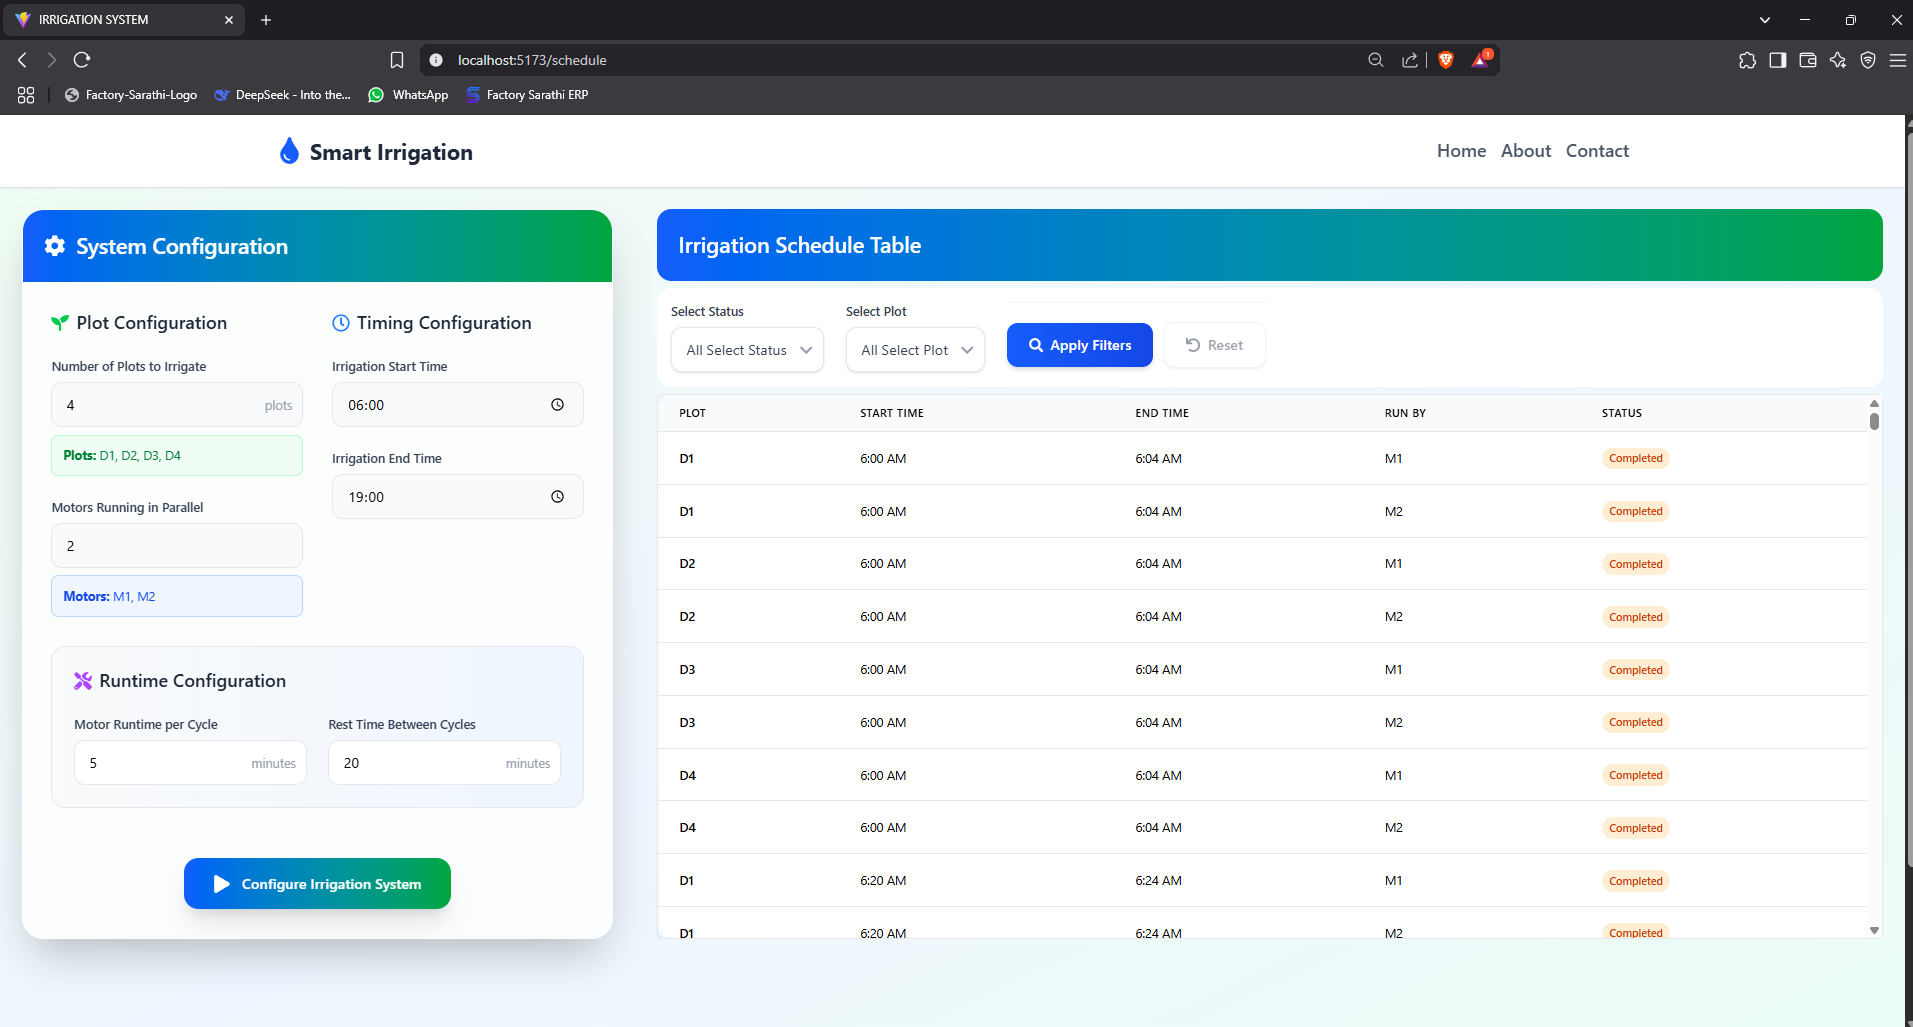 IRRIGATION SYSTEM
localhost:5173/schedule
1
Factory-Sarathi-Logo
DeepSeek - Into the...
WhatsApp
Factory Sarathi ERP
Smart Irrigation
Home About Contact
System Configuration
Plot Configuration
Number of Plots to Irrigate
4 plots
Plots: D1, D2, D3, D4
Motors Running in Parallel
2
Motors: M1, M2
Timing Configuration
Irrigation Start Time
06:00
Irrigation End Time
19:00
Runtime Configuration
Motor Runtime per Cycle
5 minutes
Rest Time Between Cycles
20 minutes
Configure Irrigation System
Irrigation Schedule Table
Select Status
All Select Status
Select Plot
All Select Plot
Apply Filters
Reset
PLOT START TIME END TIME RUN BY STATUS
D1 6:00 AM 6:04 AM M1 Completed
D1 6:00 AM 6:04 AM M2 Completed
D2 6:00 AM 6:04 AM M1 Completed
D2 6:00 AM 6:04 AM M2 Completed
D3 6:00 AM 6:04 AM M1 Completed
D3 6:00 AM 6:04 AM M2 Completed
D4 6:00 AM 6:04 AM M1 Completed
D4 6:00 AM 6:04 AM M2 Completed
D1 6:20 AM 6:24 AM M1 Completed
D1 6:20 AM 6:24 AM M2 Completed